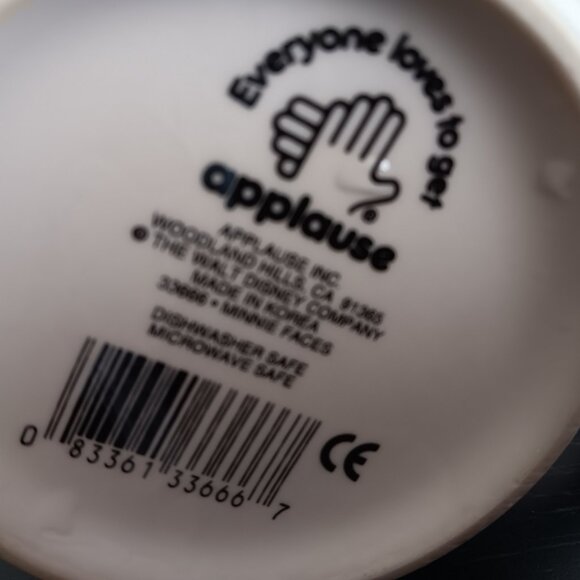 Everyone loves to get
applause
APPLAUSE INC.
WOODLAND HILLS, CA 91365
© THE WALT DISNEY COMPANY
MADE IN KOREA
33666 • MINNIE FACES
DISHWASHER SAFE
MICROWAVE SAFE
0 83361 33666 7
CE